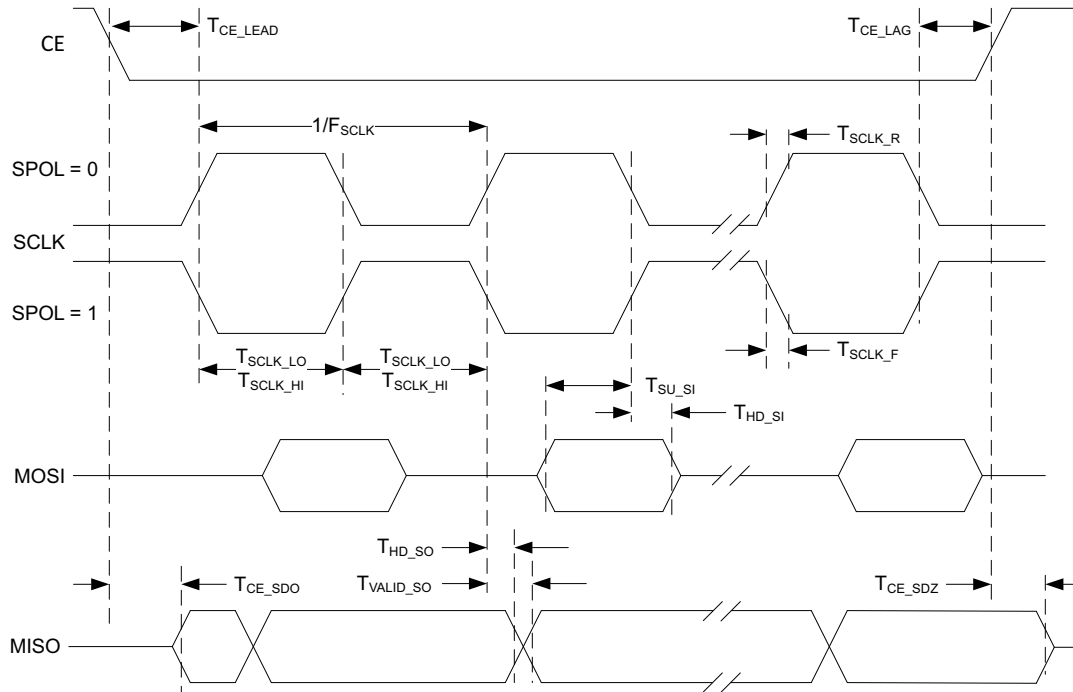 CE
T_CE_LEAD
T_CE_LAG
1/F_SCLK
T_SCLK_R
SPOL = 0
SCLK
SPOL = 1
T_SCLK_F
T_SCLK_LO
T_SCLK_HI
T_SCLK_LO
T_SCLK_HI
T_SU_SI
T_HD_SI
MOSI
T_HD_SO
T_CE_SDO
T_VALID_SO
T_CE_SDZ
MISO